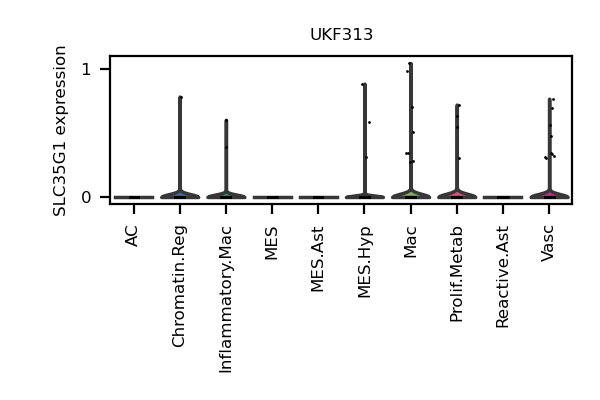 UKF313
SLC35G1 expression
1
0
AC
Chromatin.Reg
Inflammatory.Mac
MES
MES.Ast
MES.Hyp
Mac
Prolif.Metab
Reactive.Ast
Vasc